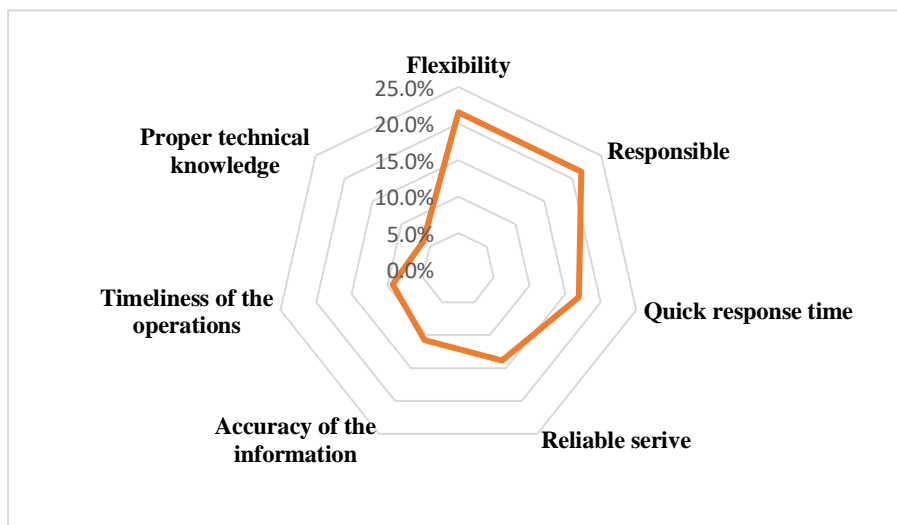 Flexibility
25.0%
20.0%
15.0%
10.0%
5.0%
0.0%
Responsible
Quick response time
Reliable serive
Accuracy of the
information
Timeliness of the
operations
Proper technical
knowledge